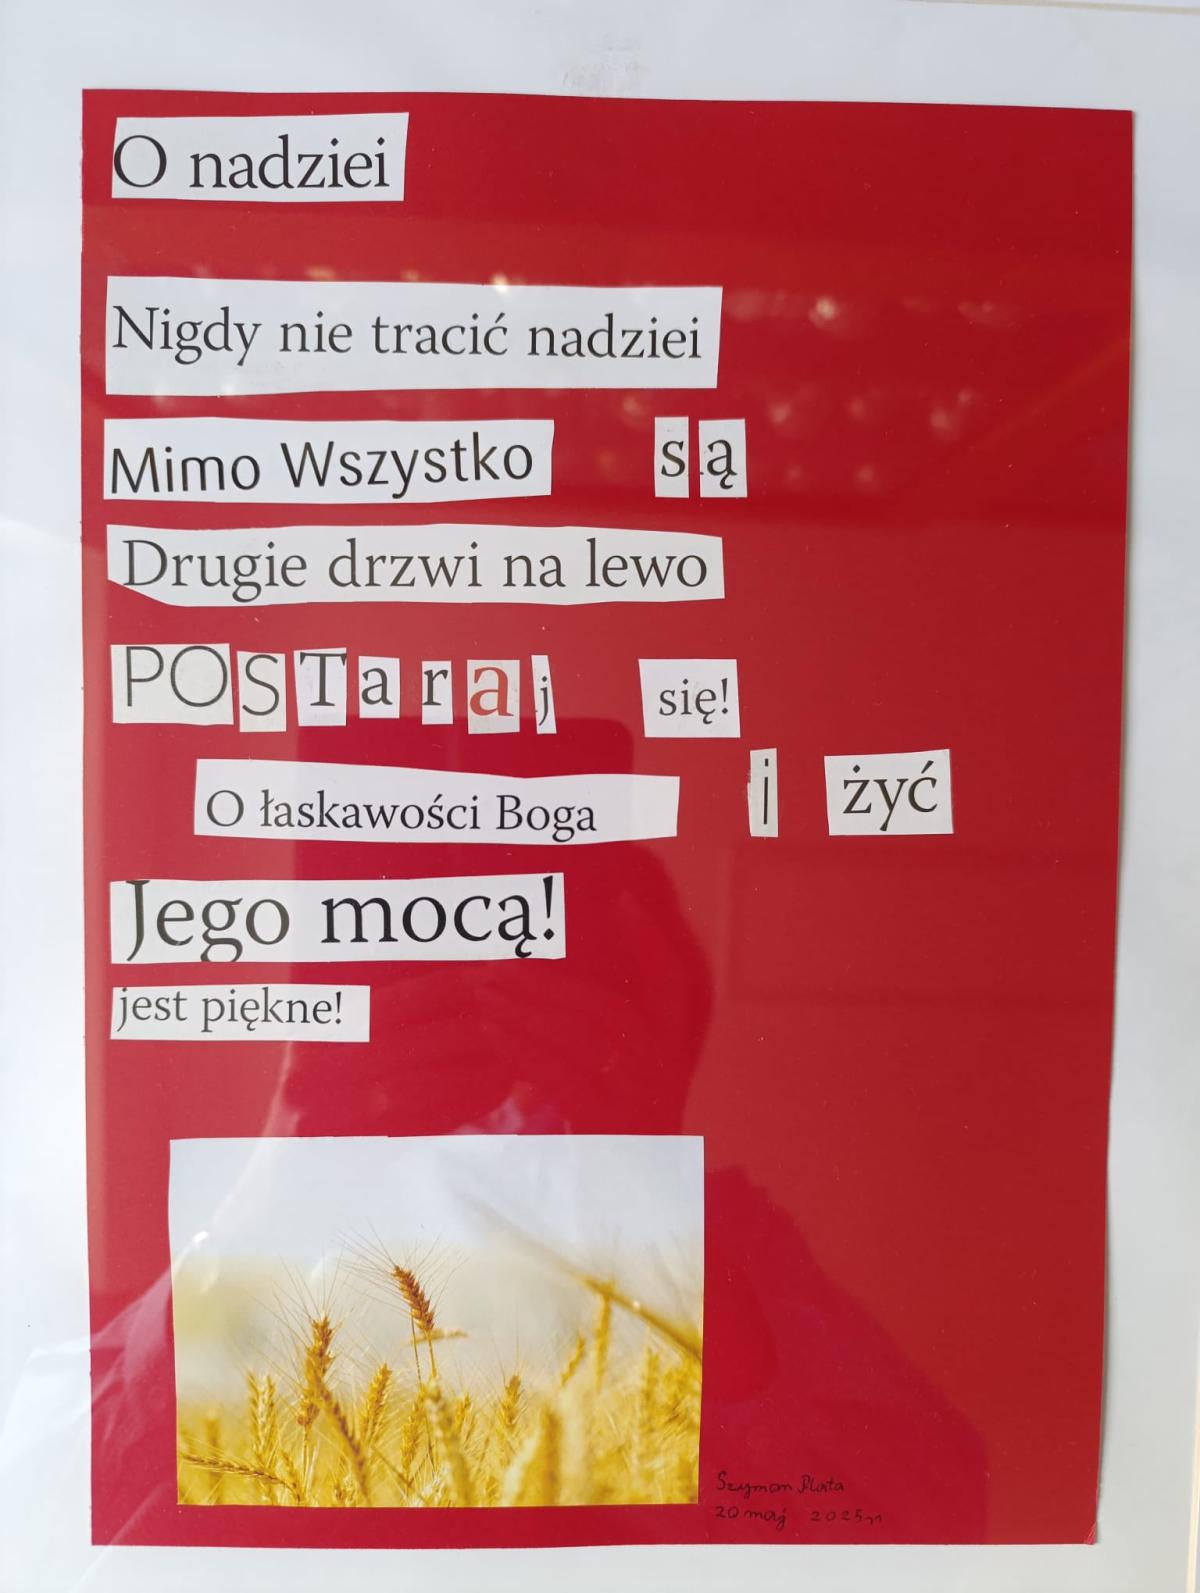 O nadziei
Nigdy nie tracić nadziei
Mimo Wszystko są
Drugie drzwi na lewo
POSTaraj się!
O łaskawości Boga i żyć
Jego mocą!
jest piękne!
Szymon Pluta
20 maj 2025r